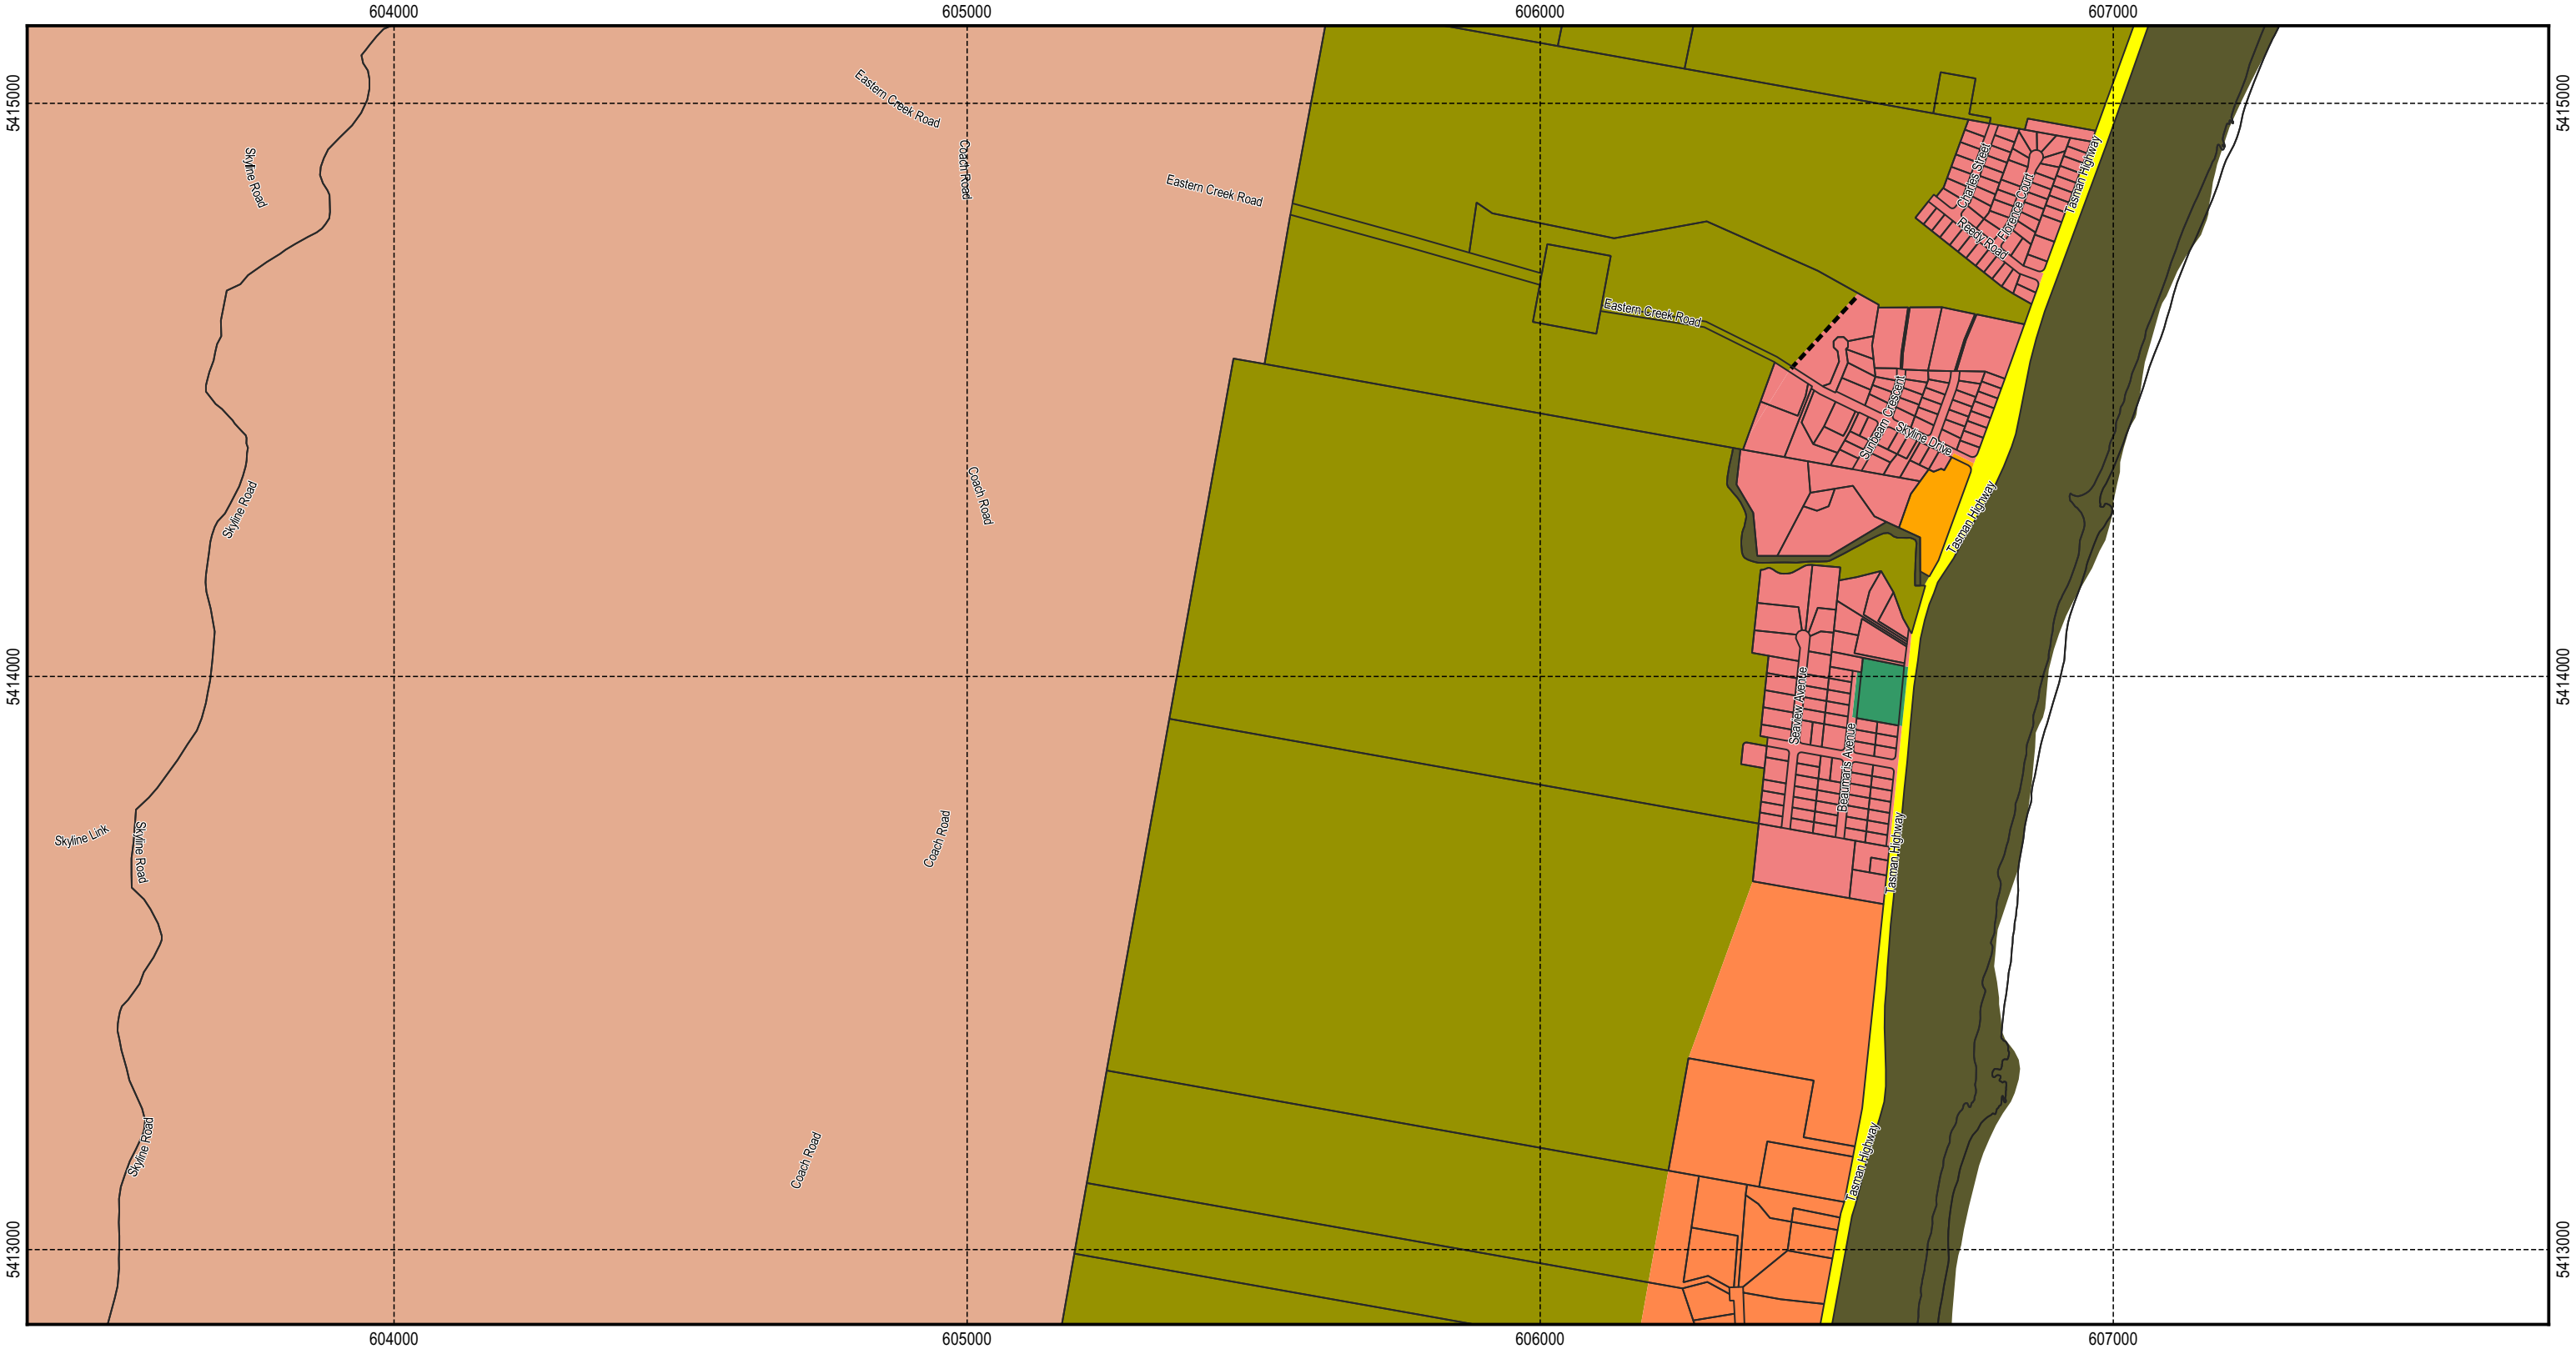 604000
605000
606000
607000
5415000
5415000
Eastern Creek Road
Coach Road
Skyline Road
Eastern Creek Road
Charles Street
Florence Court
Tasman Highway
Reedy Road
Eastern Creek Road
Sunbeam Crescent
Skyline Drive
Skyline Road
Coach Road
Tasman Highway
5414000
5414000
Seaview Avenue
Beaumaris Avenue
Skyline Link
Skyline Road
Coach Road
Tasman Highway
Skyline Road
Coach Road
Tasman Highway
5413000
5413000
604000
605000
606000
607000